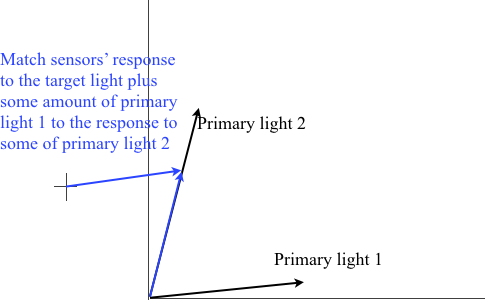 Match sensors’ response
to the target light plus
some amount of primary
light 1 to the response to
some of primary light 2
Primary light 2
Primary light 1